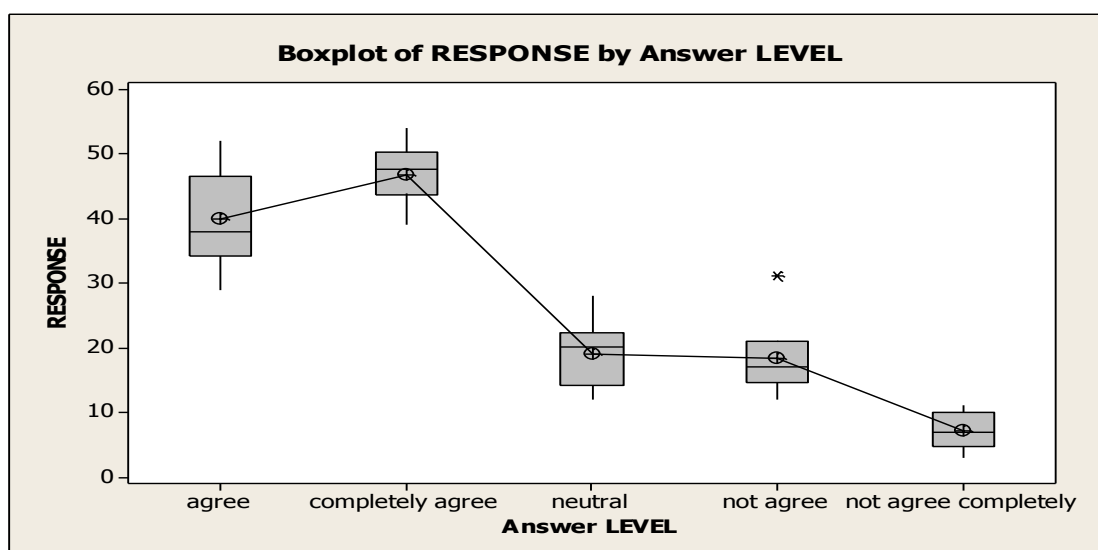 Boxplot of RESPONSE by Answer LEVEL
60
50
40
30
20
10
0
RESPONSE
agree completely agree neutral not agree not agree completely
Answer LEVEL